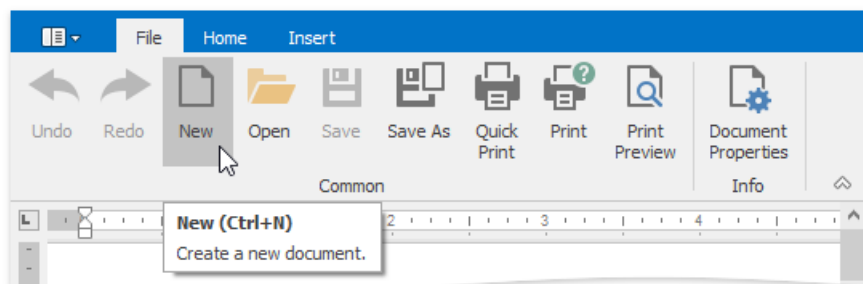 File Home Insert
Undo Redo New Open Save Save As Quick Print Print Print Preview Document Properties
Common Info
L 2 3 4
New (Ctrl+N)
Create a new document.